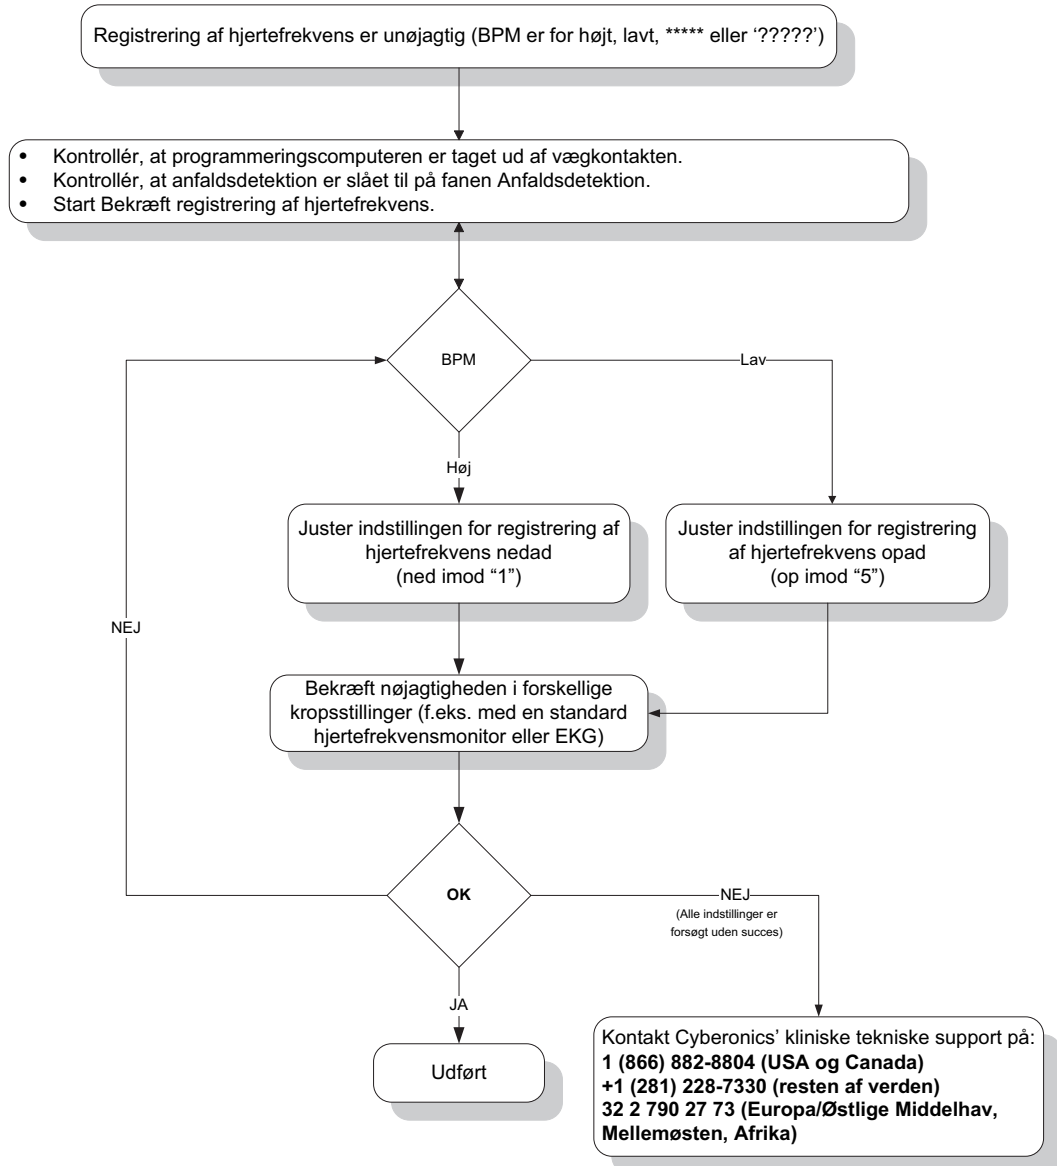 Registrering af hjertefrekvens er unøjagtig (BPM er for højt, lavt, ***** eller ‘?????’)
• Kontrollér, at programmeringscomputeren er taget ud af vægkontakten.
• Kontrollér, at anfaldsdetektion er slået til på fanen Anfaldsdetektion.
• Start Bekræft registrering af hjertefrekvens.
BPM
Lav
Høj
Juster indstillingen for registrering af
hjertefrekvens nedad
(ned imod “1”)
Juster indstillingen for registrering
af hjertefrekvens opad
(op imod “5”)
NEJ
Bekræft nøjagtigheden i forskellige
kropsstillinger (f.eks. med en standard
hjertefrekvensmonitor eller EKG)
OK
NEJ
(Alle indstillinger er
forsøgt uden succes)
JA
Udført
Kontakt Cyberonics’ kliniske tekniske support på:
1 (866) 882-8804 (USA og Canada)
+1 (281) 228-7330 (resten af verden)
32 2 790 27 73 (Europa/Østlige Middelhav,
Mellemøsten, Afrika)